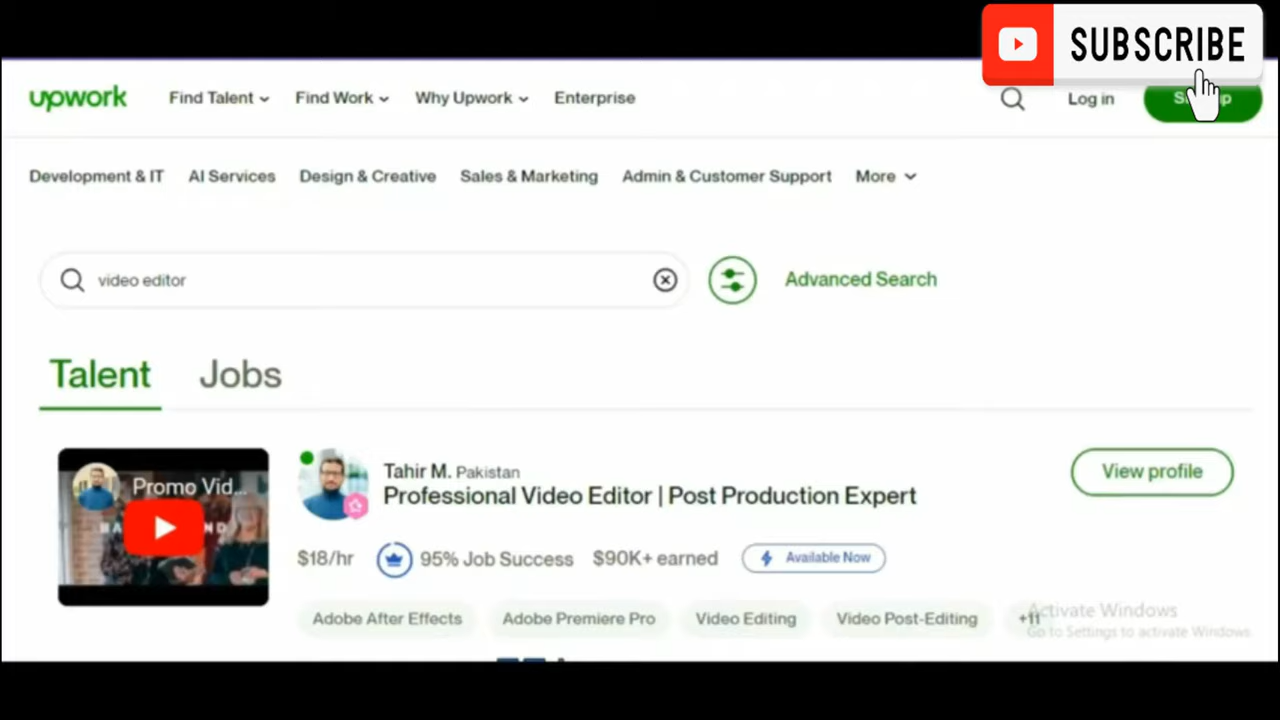 SUBSCRIBE
upwork
Find Talent
Find Work
Why Upwork
Enterprise
Log in
Development & IT
AI Services
Design & Creative
Sales & Marketing
Admin & Customer Support
More
video editor
Advanced Search
Talent
Jobs
Promo Vid...
Tahir M. Pakistan
Professional Video Editor | Post Production Expert
View profile
$18/hr
95% Job Success
$90K+ earned
Available Now
Adobe After Effects
Adobe Premiere Pro
Video Editing
Video Post-Editing
+11
Activate Windows
Go to Settings to activate Windows